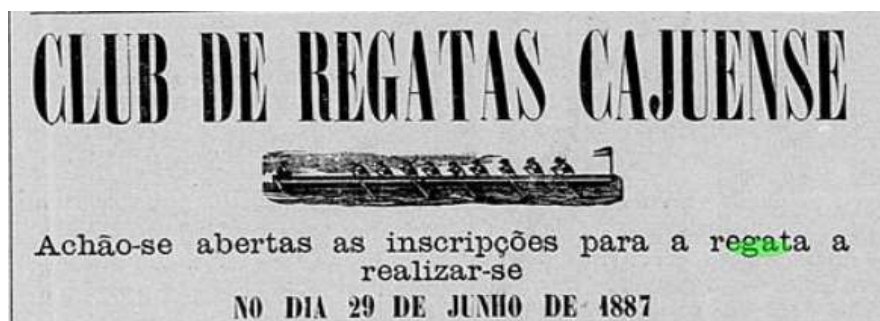 CLUB DE REGATAS CAJUENSE
Achão-se abertas as inscripções para a regata a
realizar-se
NO DIA 29 DE JUNHO DE 1887